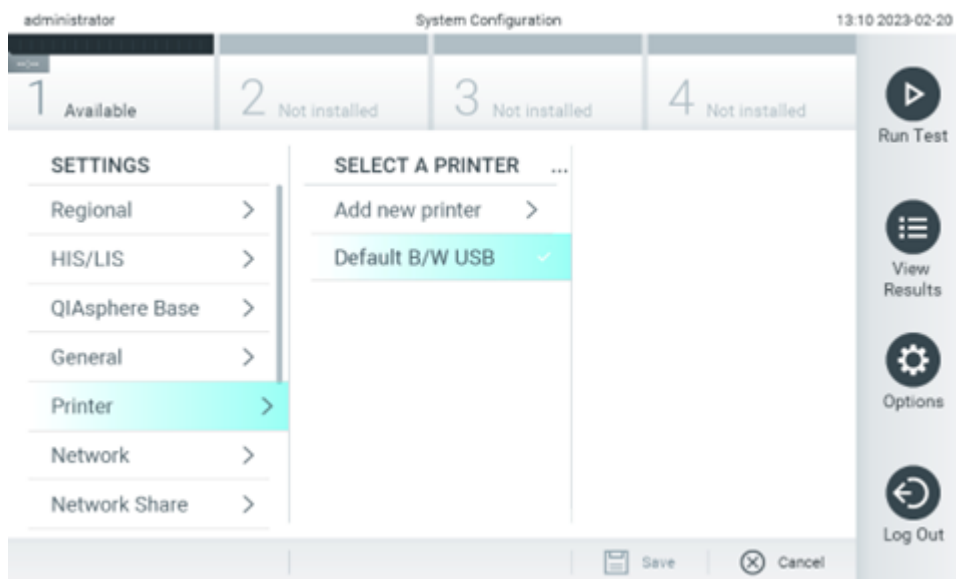 administrator System Configuration 13:10 2023-02-20
1 Available 2 Not installed 3 Not installed 4 Not installed
Run Test
SETTINGS
Regional
HIS/LIS
QIAsphere Base
General
Printer
Network
Network Share
SELECT A PRINTER ...
Add new printer
Default B/W USB
View
Results
Options
Log Out
Save Cancel